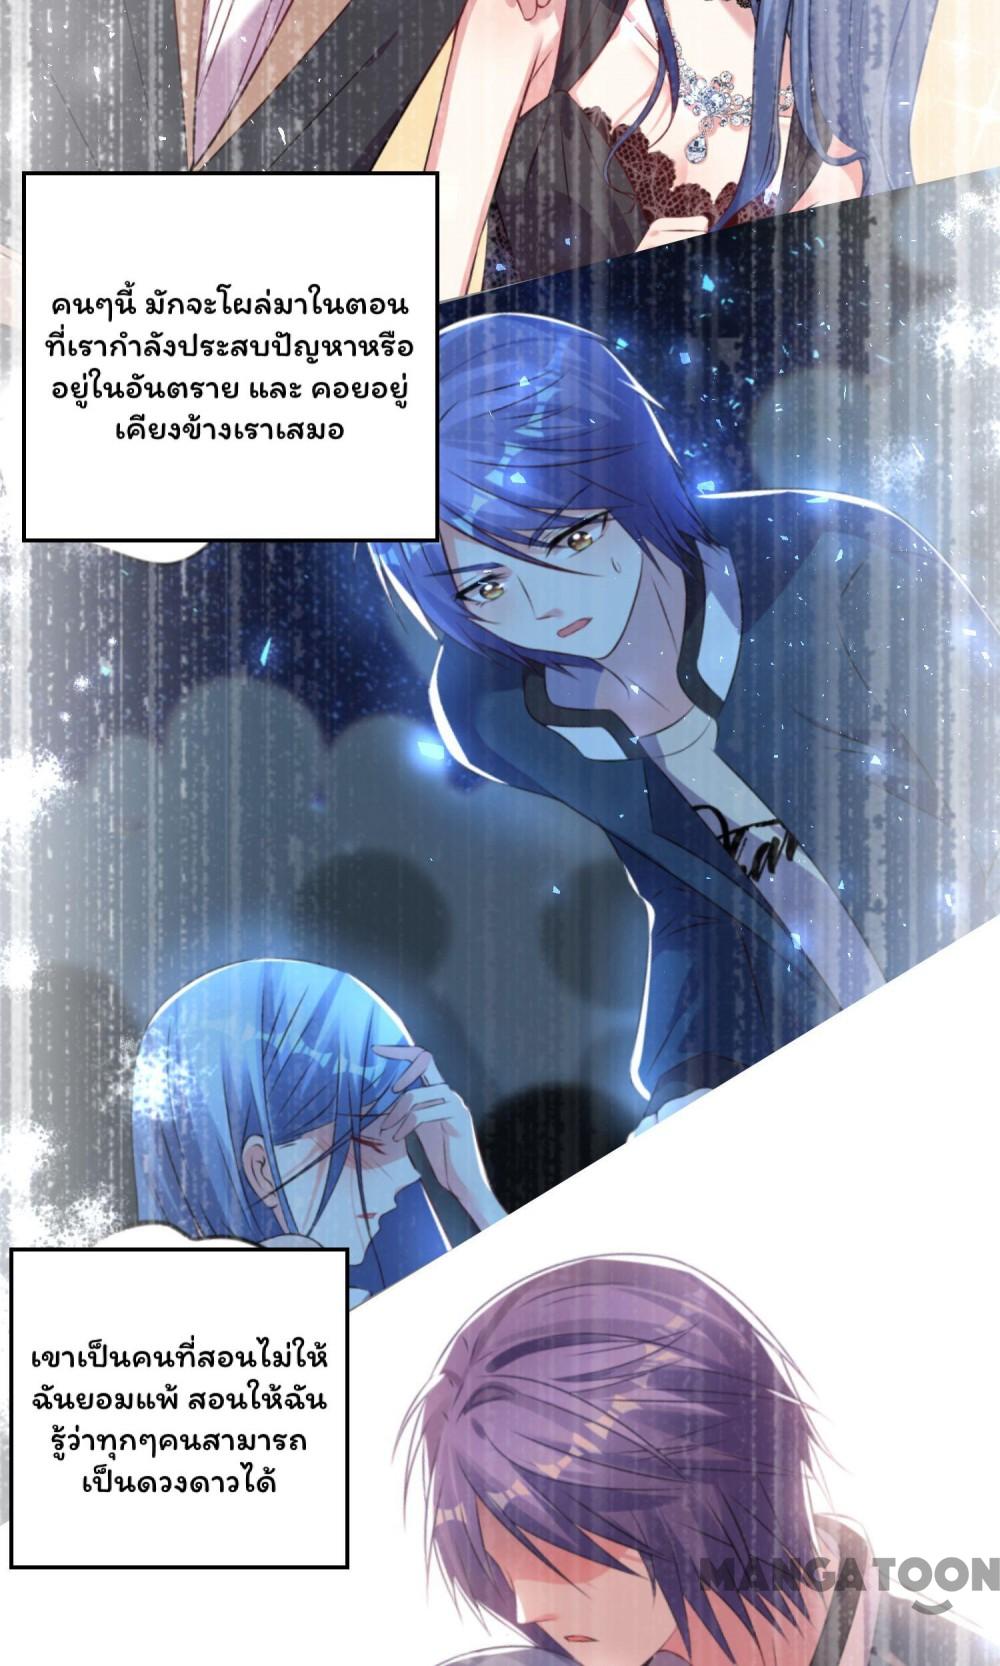 คนๆนี้ มักจะโผล่มาในตอน
ที่เรากำลังประสบปัญหาหรือ
อยู่ในอันตราย และ คอยอยู่
เคียงข้างเราเสมอ
Star
เขาเป็นคนที่สอนไม่ให้
ฉันยอมแพ้ สอนให้ฉัน
รู้ว่าทุกๆคนสามารถ
เป็นดวงดาวได้
MANGATOON